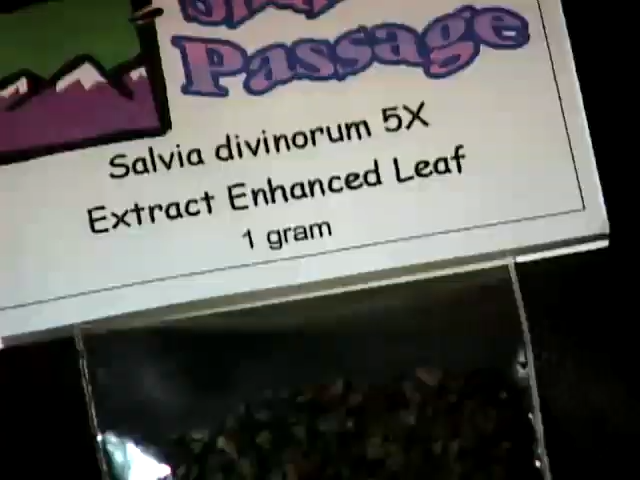 Passage
Salvia divinorum 5X
Extract Enhanced Leaf
1 gram